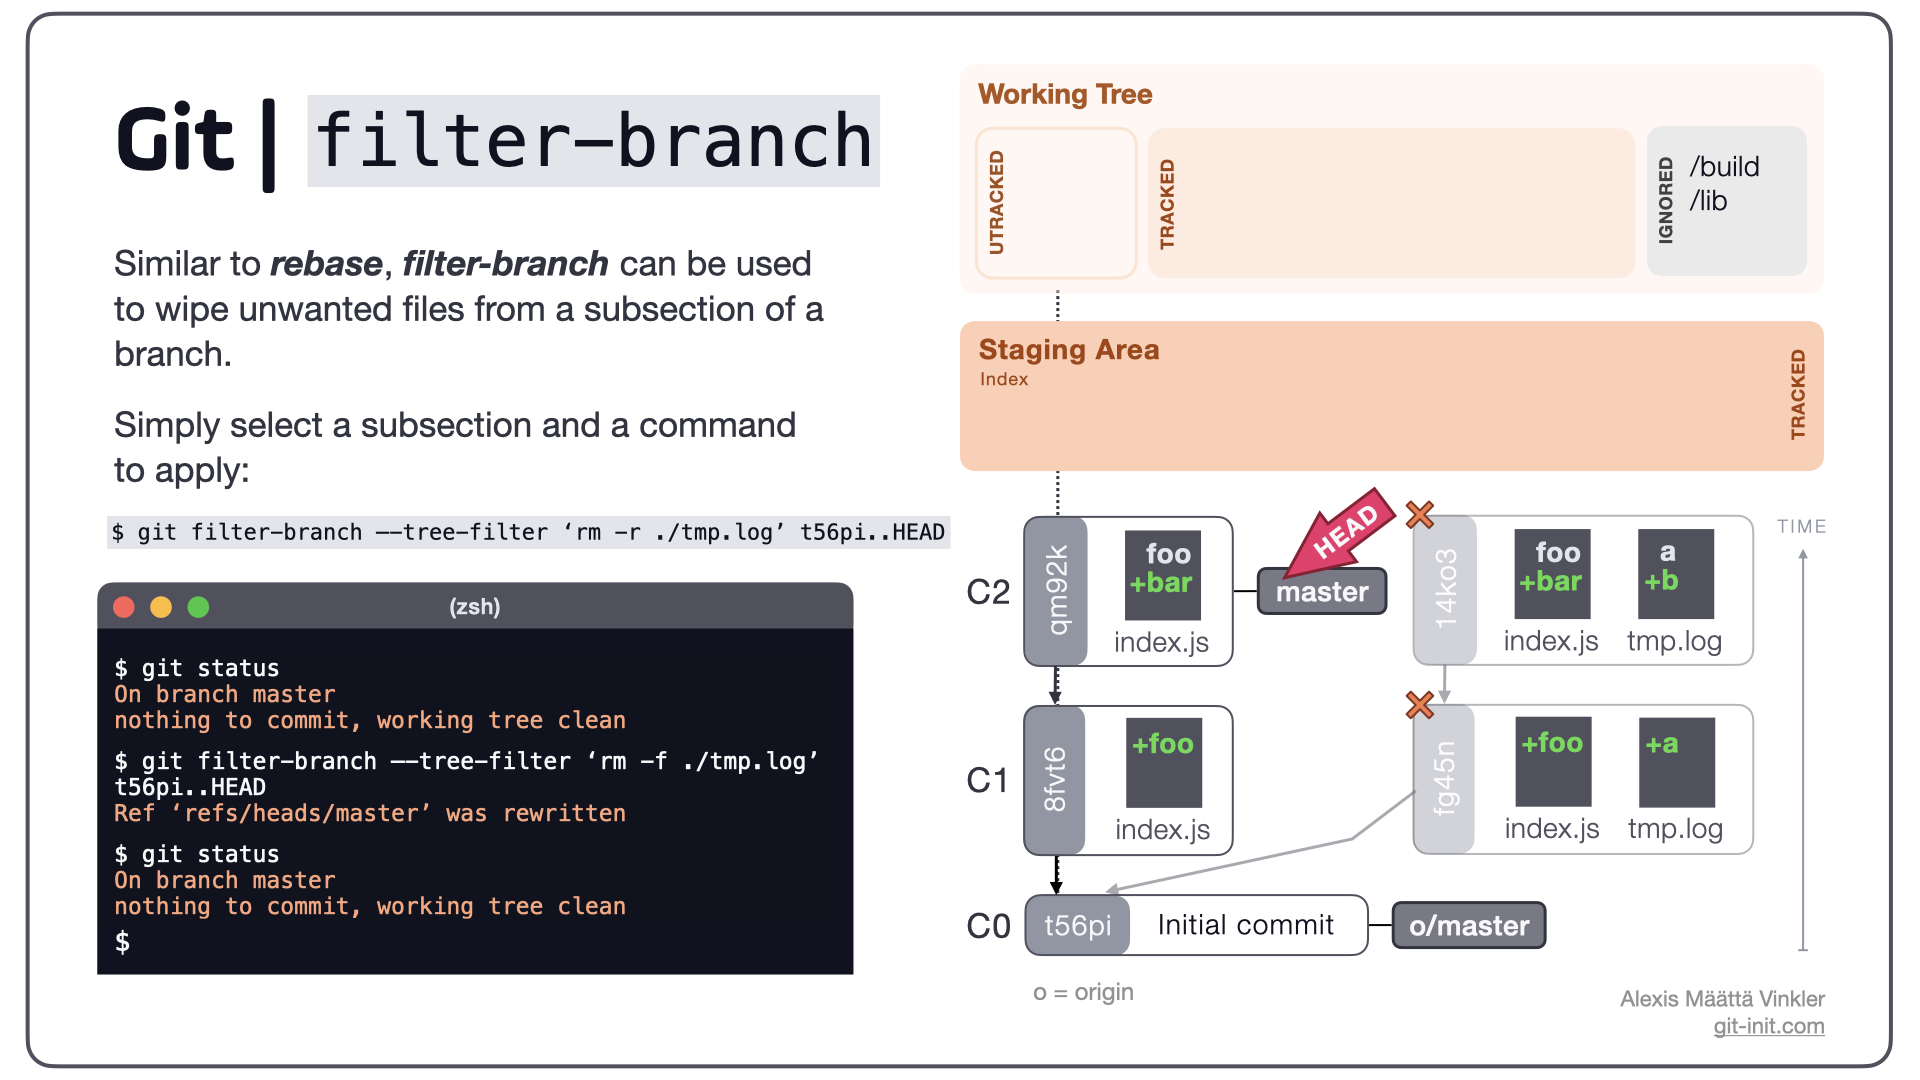 Git | filter-branch
Similar to rebase, filter-branch can be used
to wipe unwanted files from a subsection of a
branch.
Simply select a subsection and a command
to apply:
$ git filter-branch --tree-filter ‘rm -r ./tmp.log’ t56pi..HEAD
(zsh)
$ git status
On branch master
nothing to commit, working tree clean
$ git filter-branch --tree-filter ‘rm -f ./tmp.log’
t56pi..HEAD
Ref ‘refs/heads/master’ was rewritten
$ git status
On branch master
nothing to commit, working tree clean
$
Working Tree
UTRACKED
TRACKED
IGNORED
/build
/lib
Staging Area
Index
TRACKED
C2
qm92k
foo
+bar
index.js
HEAD
master
14ko3
foo
+bar
index.js
a
+b
tmp.log
TIME
C1
8fvt6
+foo
index.js
fg45n
+foo
index.js
+a
tmp.log
C0
t56pi
Initial commit
o/master
o = origin
Alexis Määttä Vinkler
git-init.com